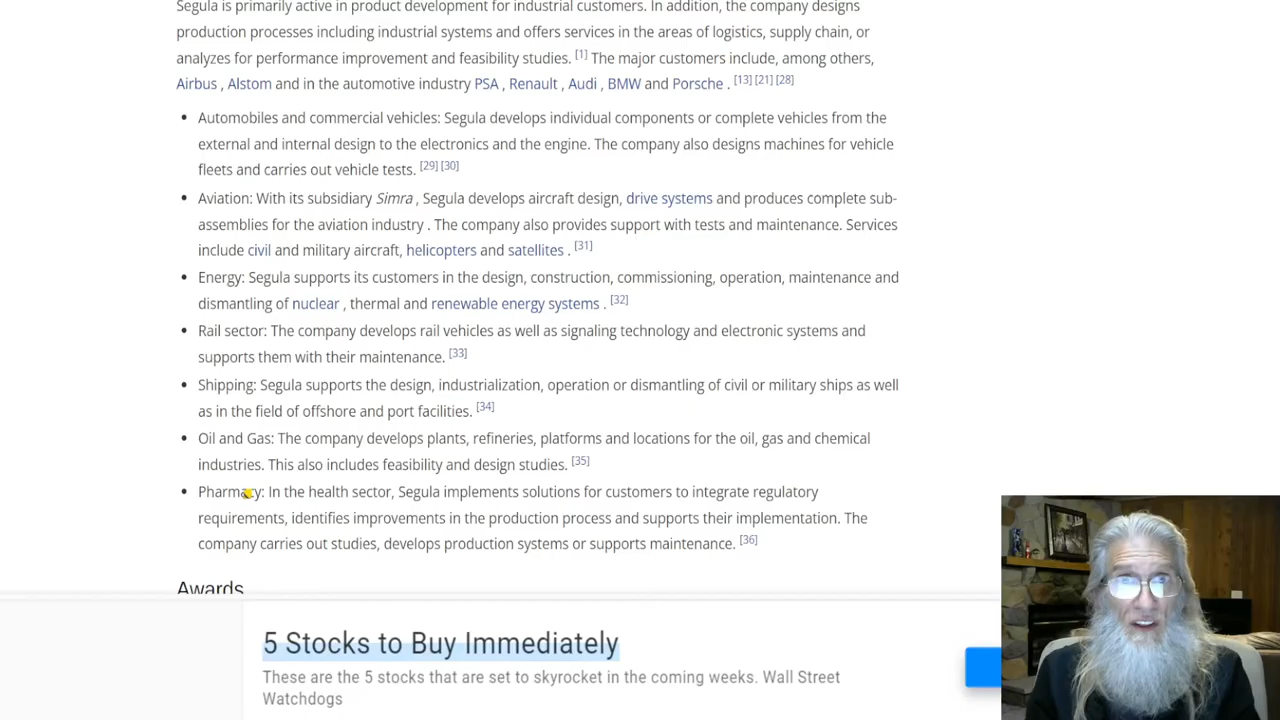 Segula is primarily active in product development for industrial customers. In addition, the company designs
production processes including industrial systems and offers services in the areas of logistics, supply chain, or
analyzes for performance improvement and feasibility studies. [1] The major customers include, among others,
Airbus , Alstom and in the automotive industry PSA , Renault , Audi , BMW and Porsche . [13] [21] [28]
• Automobiles and commercial vehicles: Segula develops individual components or complete vehicles from the
external and internal design to the electronics and the engine. The company also designs machines for vehicle
fleets and carries out vehicle tests. [29] [30]
• Aviation: With its subsidiary Simra , Segula develops aircraft design, drive systems and produces complete sub-
assemblies for the aviation industry . The company also provides support with tests and maintenance. Services
include civil and military aircraft, helicopters and satellites . [31]
• Energy: Segula supports its customers in the design, construction, commissioning, operation, maintenance and
dismantling of nuclear , thermal and renewable energy systems . [32]
• Rail sector: The company develops rail vehicles as well as signaling technology and electronic systems and
supports them with their maintenance. [33]
• Shipping: Segula supports the design, industrialization, operation or dismantling of civil or military ships as well
as in the field of offshore and port facilities. [34]
• Oil and Gas: The company develops plants, refineries, platforms and locations for the oil, gas and chemical
industries. This also includes feasibility and design studies. [35]
• Pharmacy: In the health sector, Segula implements solutions for customers to integrate regulatory
requirements, identifies improvements in the production process and supports their implementation. The
company carries out studies, develops production systems or supports maintenance. [36]
Awards
5 Stocks to Buy Immediately
These are the 5 stocks that are set to skyrocket in the coming weeks. Wall Street
Watchdogs